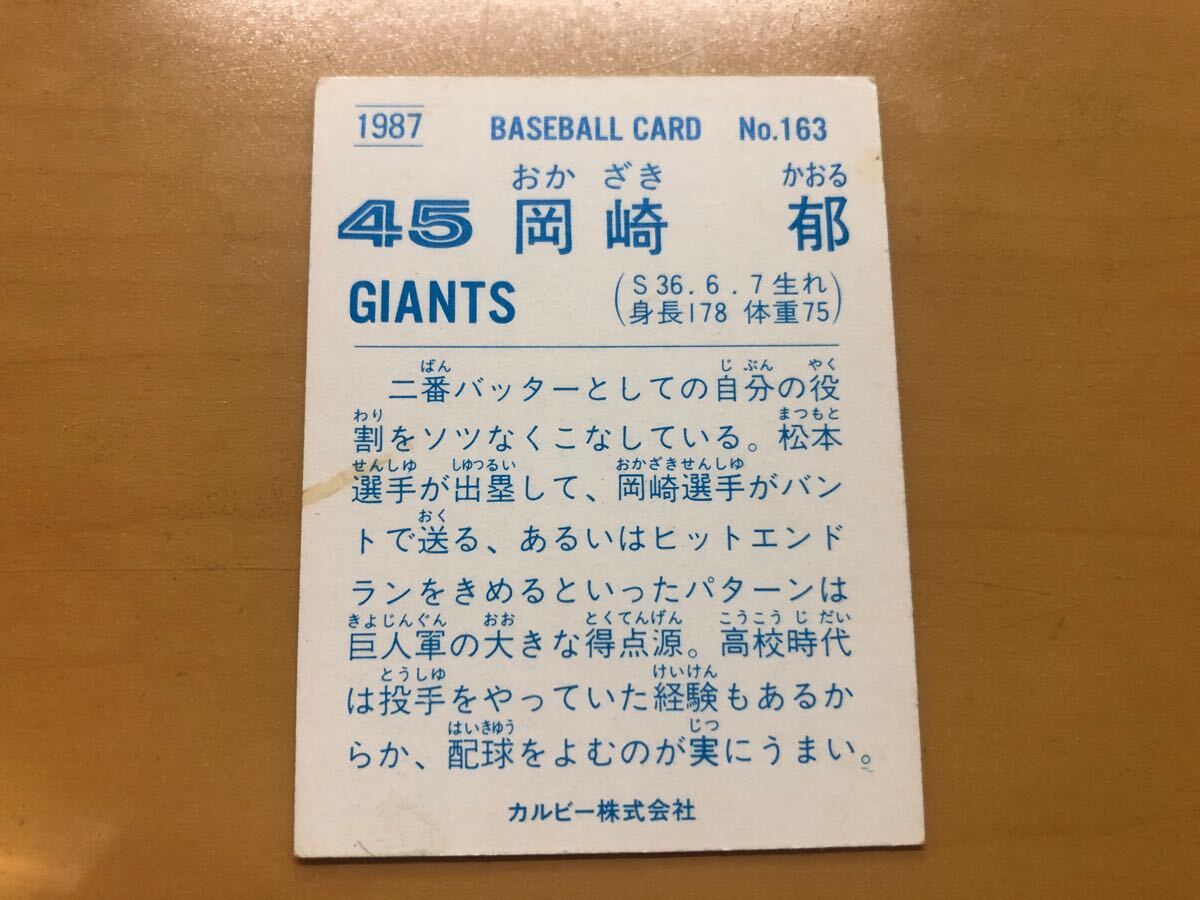 1987 BASEBALL CARD No.163
おか ざき かおる
45 岡崎 郁
GIANTS
(S36.6.7生れ
身長178 体重75)
ばん じ ぶん やく
二番バッターとしての自分の役
わり まつもと
割をソツなくこなしている。松本
せんしゆ しゆつるい おかざきせんしゆ
選手が出塁して、岡崎選手がバン
おく
トで送る、あるいはヒットエンド
ランをきめるといったパターンは
きよじんぐん おお とくてんげん こうこう じ だい
巨人軍の大きな得点源。高校時代
とうしゆ けいけん
は投手をやっていた経験もあるか
はいきゆう じつ
らか、配球をよむのが実にうまい。
カルビー株式会社